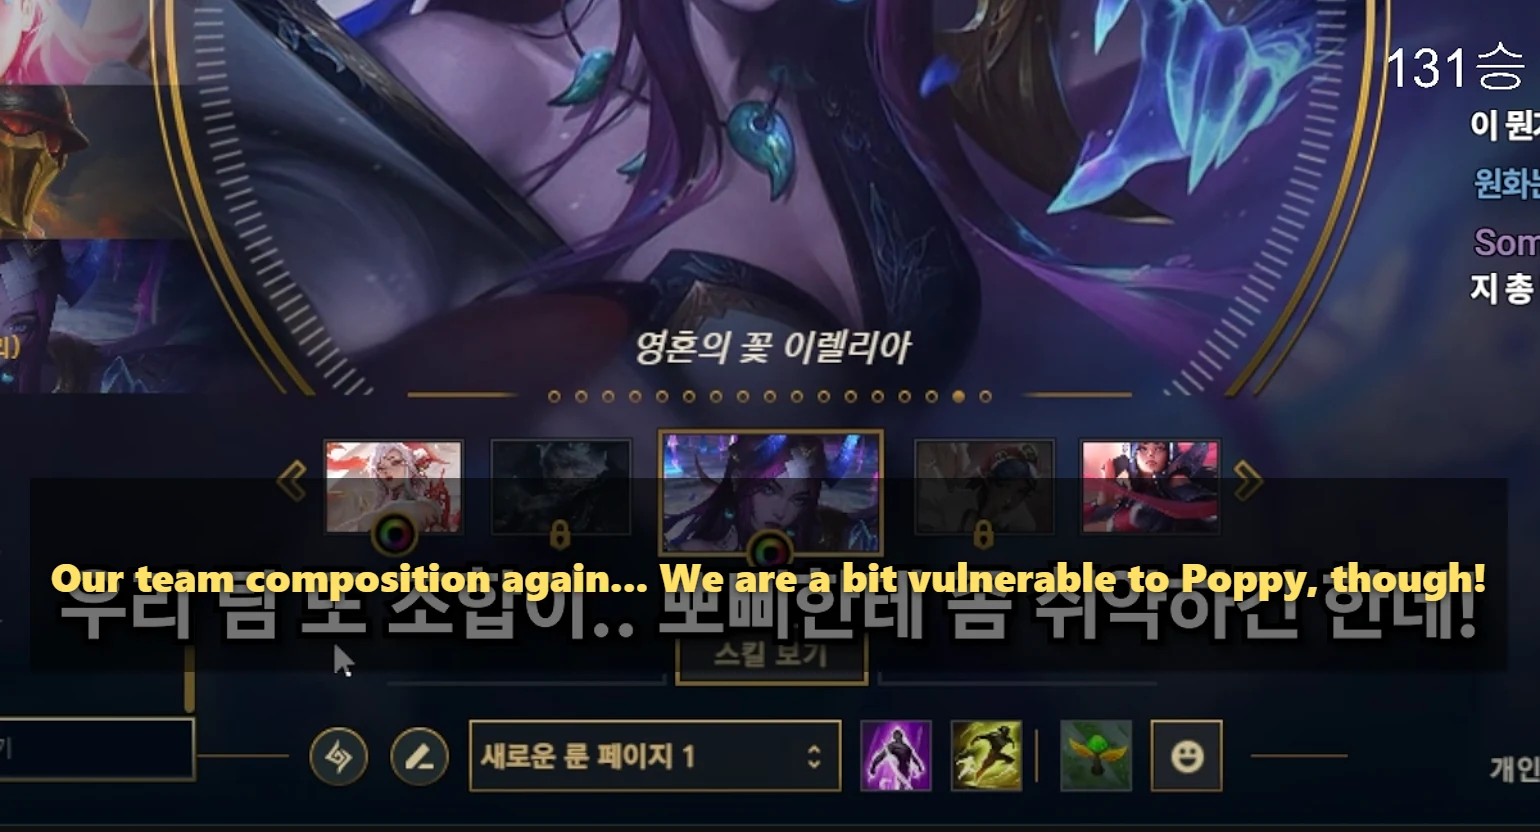 131승
이 뭔
원화는
Som
지 총
영혼의 꽃 이렐리아
Our team composition again... We are a bit vulnerable to Poppy, though!
우리 팀 또 조합이.. 뽀삐한테 좀 취약하긴 한데!
스킬 보기
새로운 룬 페이지 1
개인